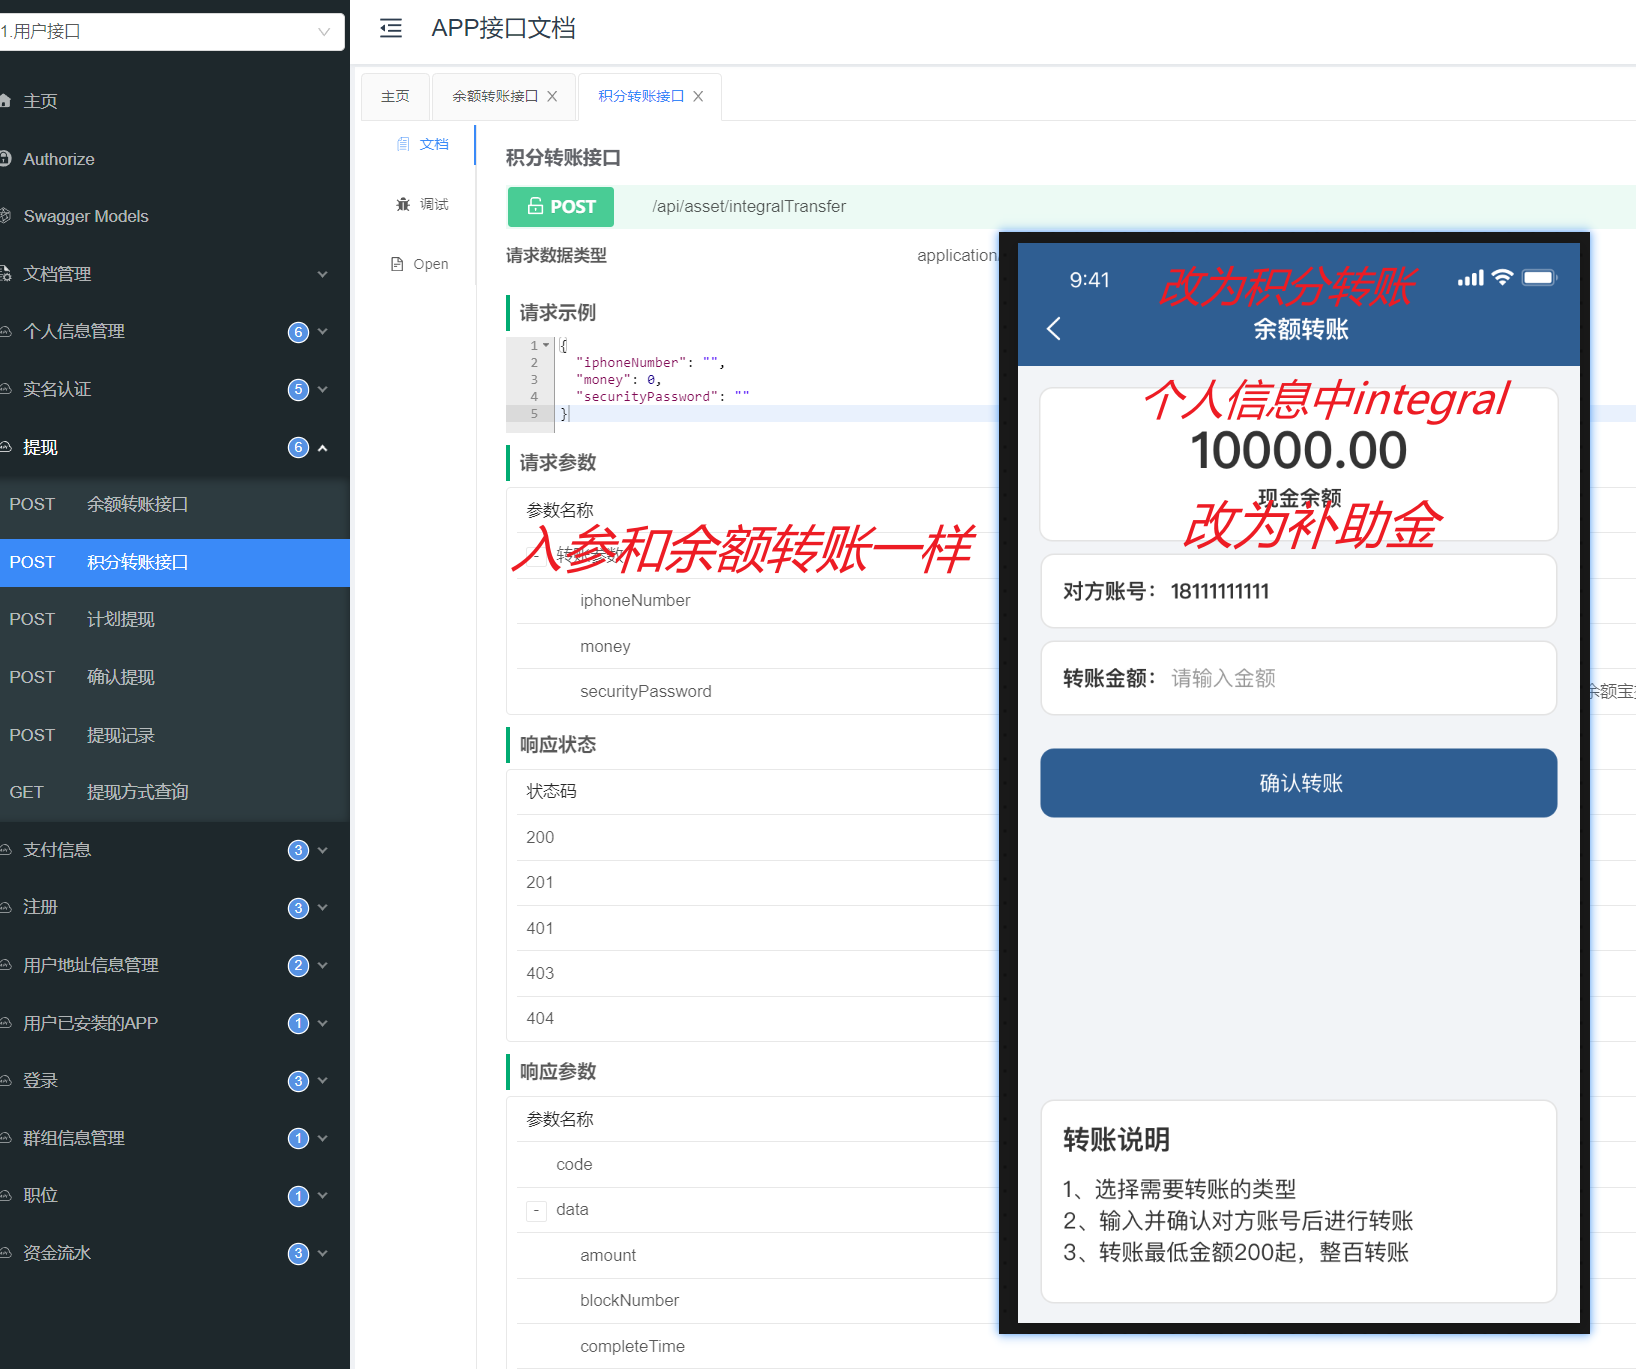 1.用户接口
主页
Authorize
Swagger Models
文档管理
个人信息管理 6
实名认证 5
提现 6
POST 余额转账接口
POST 积分转账接口
POST 计划提现
POST 确认提现
POST 提现记录
GET 提现方式查询
支付信息 3
注册 3
用户地址信息管理 2
用户已安装的APP 1
登录 3
群组信息管理 1
职位 1
资金流水 3
APP接口文档
主页 余额转账接口 积分转账接口
文档
调试
Open
积分转账接口
POST /api/asset/integralTransfer
请求数据类型 application/
请求示例
1 {
2 "iphoneNumber": "",
3 "money": 0,
4 "securityPassword": ""
5 }
请求参数
参数名称
- 转账参数
入参和余额转账一样
iphoneNumber
money
securityPassword
余额宝
响应状态
状态码
200
201
401
403
404
响应参数
参数名称
code
- data
amount
blockNumber
completeTime
9:41
改为积分转账
余额转账
个人信息中integral
10000.00
现金余额
改为补助金
对方账号： 18111111111
转账金额： 请输入金额
确认转账
转账说明
1、选择需要转账的类型
2、输入并确认对方账号后进行转账
3、转账最低金额200起，整百转账